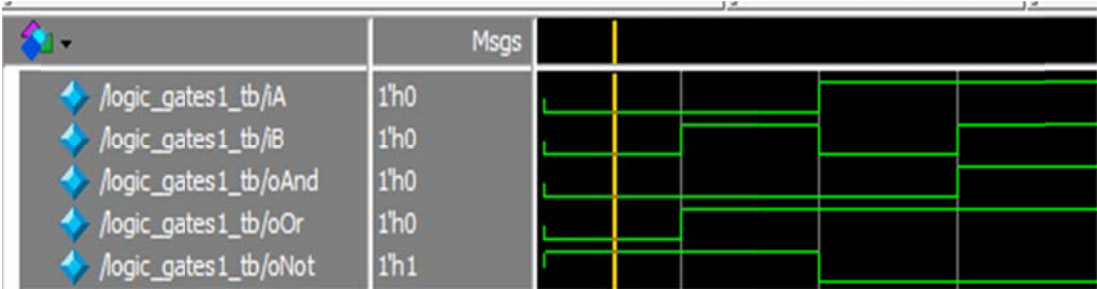 Msgs
/logic_gates1_tb/iA 1'h0
/logic_gates1_tb/iB 1'h0
/logic_gates1_tb/oAnd 1'h0
/logic_gates1_tb/oOr 1'h0
/logic_gates1_tb/oNot 1'h1